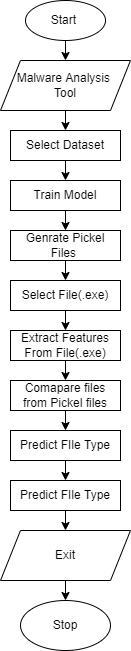 Start
Malware Analysis
Tool
Select Dataset
Train Model
Genrate Pickel
Files
Select File(.exe)
Extract Features
From File(.exe)
Comapare files
from Pickel files
Predict FIle Type
Predict FIle Type
Exit
Stop